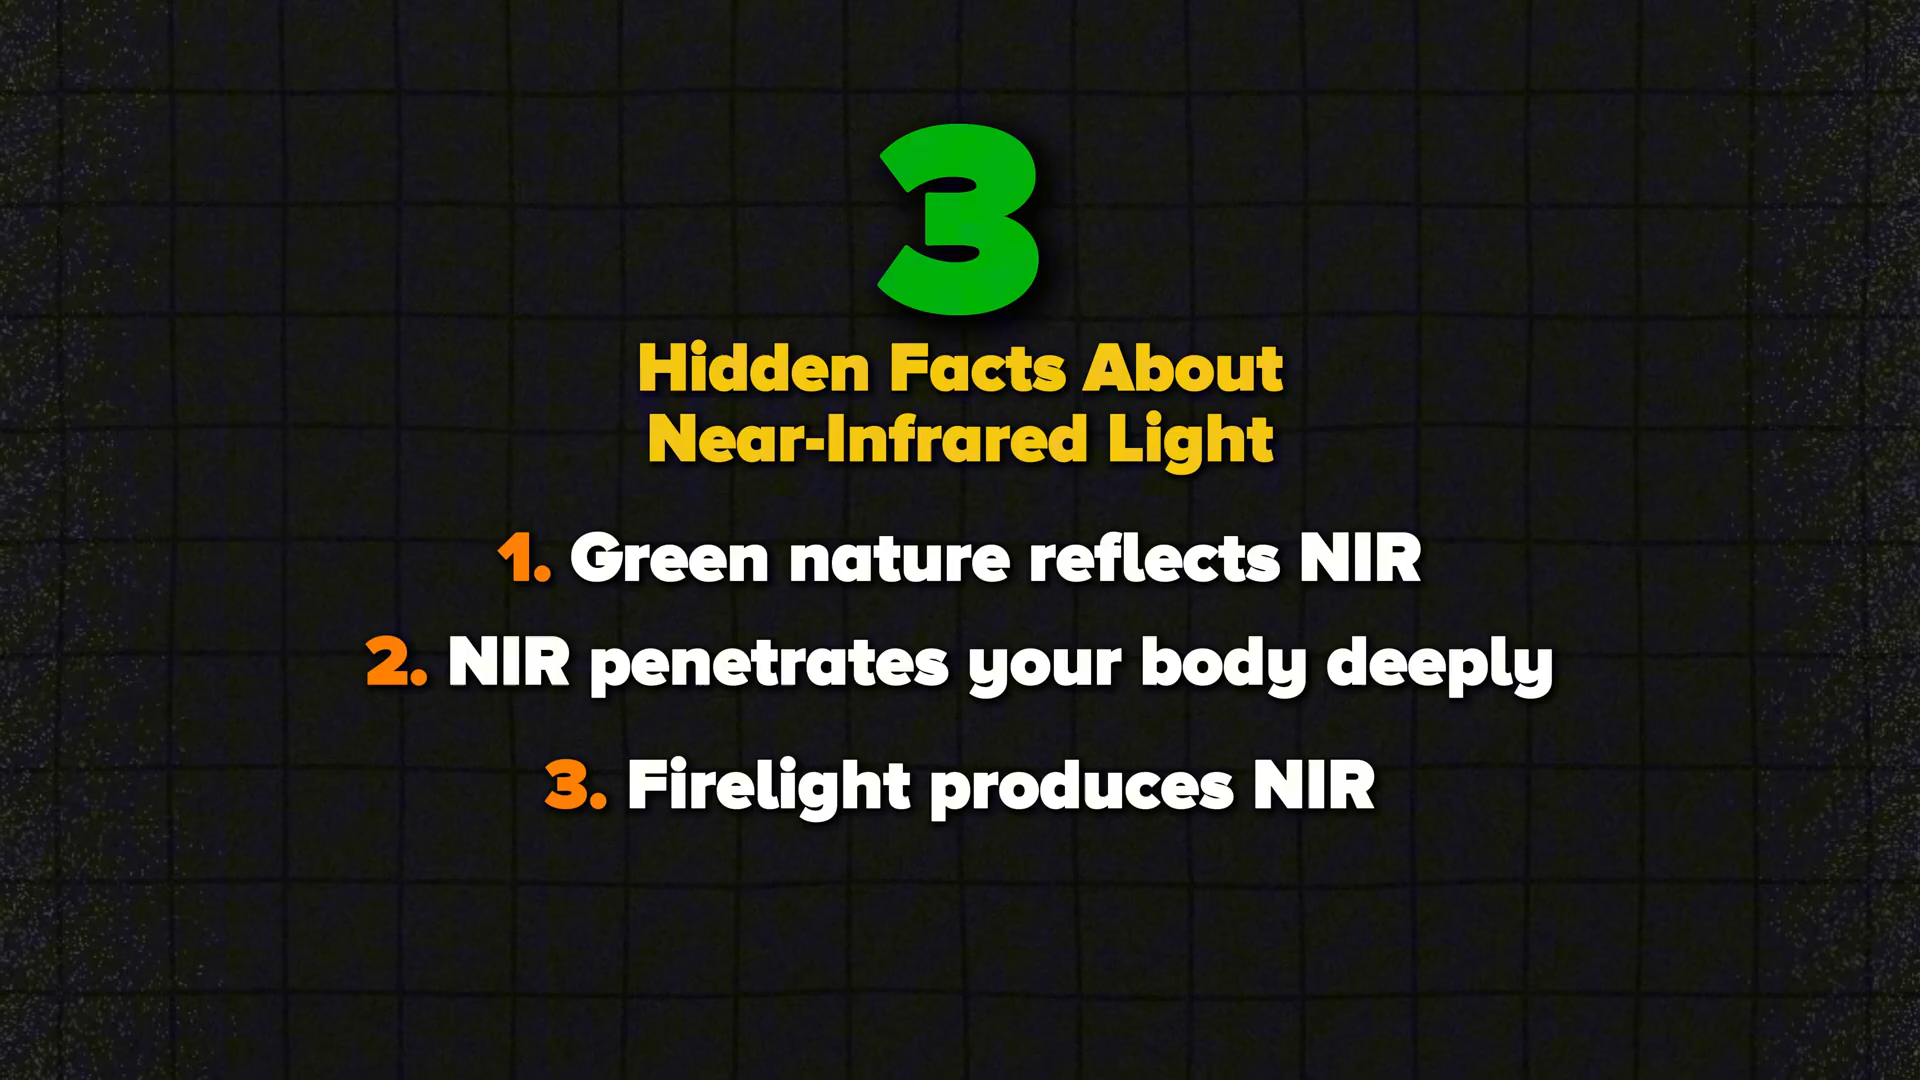 3
Hidden Facts About
Near-Infrared Light
1. Green nature reflects NIR
2. NIR penetrates your body deeply
3. Firelight produces NIR